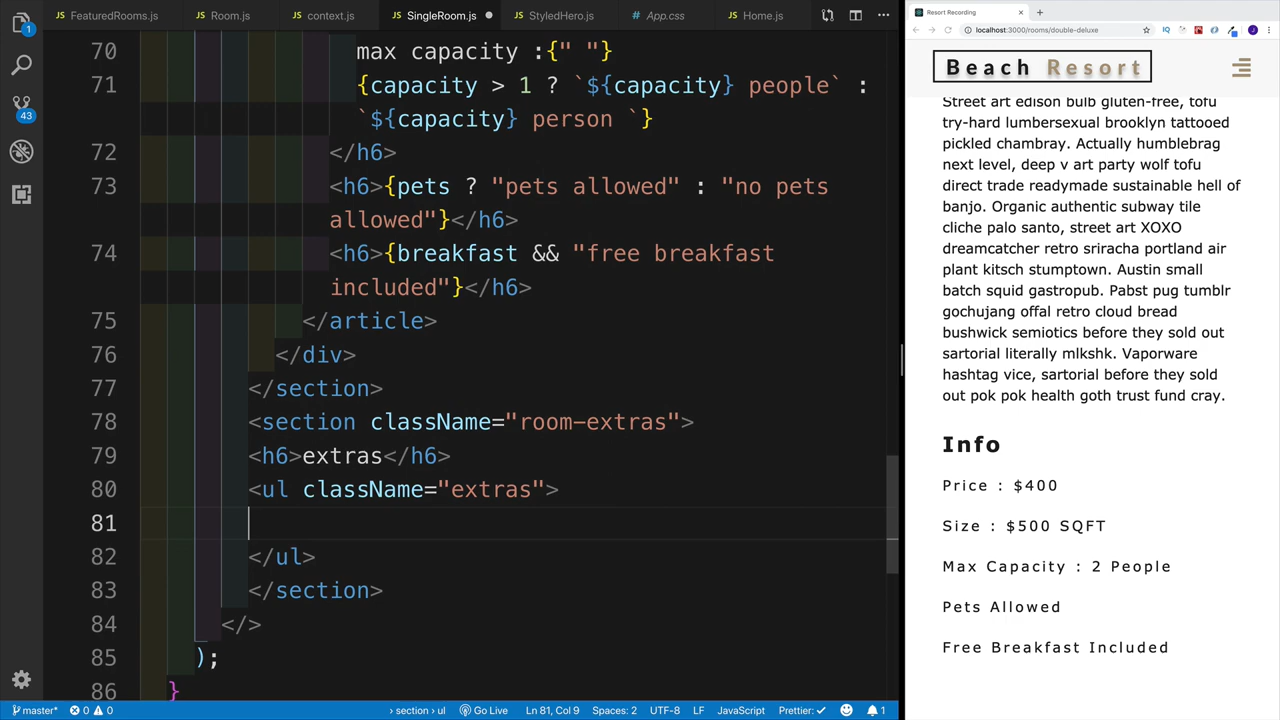 FeaturedRooms.js
Room.js
context.js
SingleRoom.js
StyledHero.js
App.css
Home.js
70 max capacity :{" "}
71 {capacity > 1 ? `${capacity} people` :
`${capacity} person `}
72 </h6>
73 <h6>{pets ? "pets allowed" : "no pets
allowed"}</h6>
74 <h6>{breakfast && "free breakfast
included"}</h6>
75 </article>
76 </div>
77 </section>
78 <section className="room-extras">
79 <h6>extras</h6>
80 <ul className="extras">
81
82 </ul>
83 </section>
84 </>
85 );
86 }
1
43
master*
0
0
› section › ul
Go Live
Ln 81, Col 9
Spaces: 2
UTF-8
LF
JavaScript
Prettier: ✓
1
Resort Recording
localhost:3000/rooms/double-deluxe
IQ
J
Beach Resort
Street art edison bulb gluten-free, tofu
try-hard lumbersexual brooklyn tattooed
pickled chambray. Actually humblebrag
next level, deep v art party wolf tofu
direct trade readymade sustainable hell of
banjo. Organic authentic subway tile
cliche palo santo, street art XOXO
dreamcatcher retro sriracha portland air
plant kitsch stumptown. Austin small
batch squid gastropub. Pabst pug tumblr
gochujang offal retro cloud bread
bushwick semiotics before they sold out
sartorial literally mlkshk. Vaporware
hashtag vice, sartorial before they sold
out pok pok health goth trust fund cray.
Info
Price : $400
Size : $500 SQFT
Max Capacity : 2 People
Pets Allowed
Free Breakfast Included